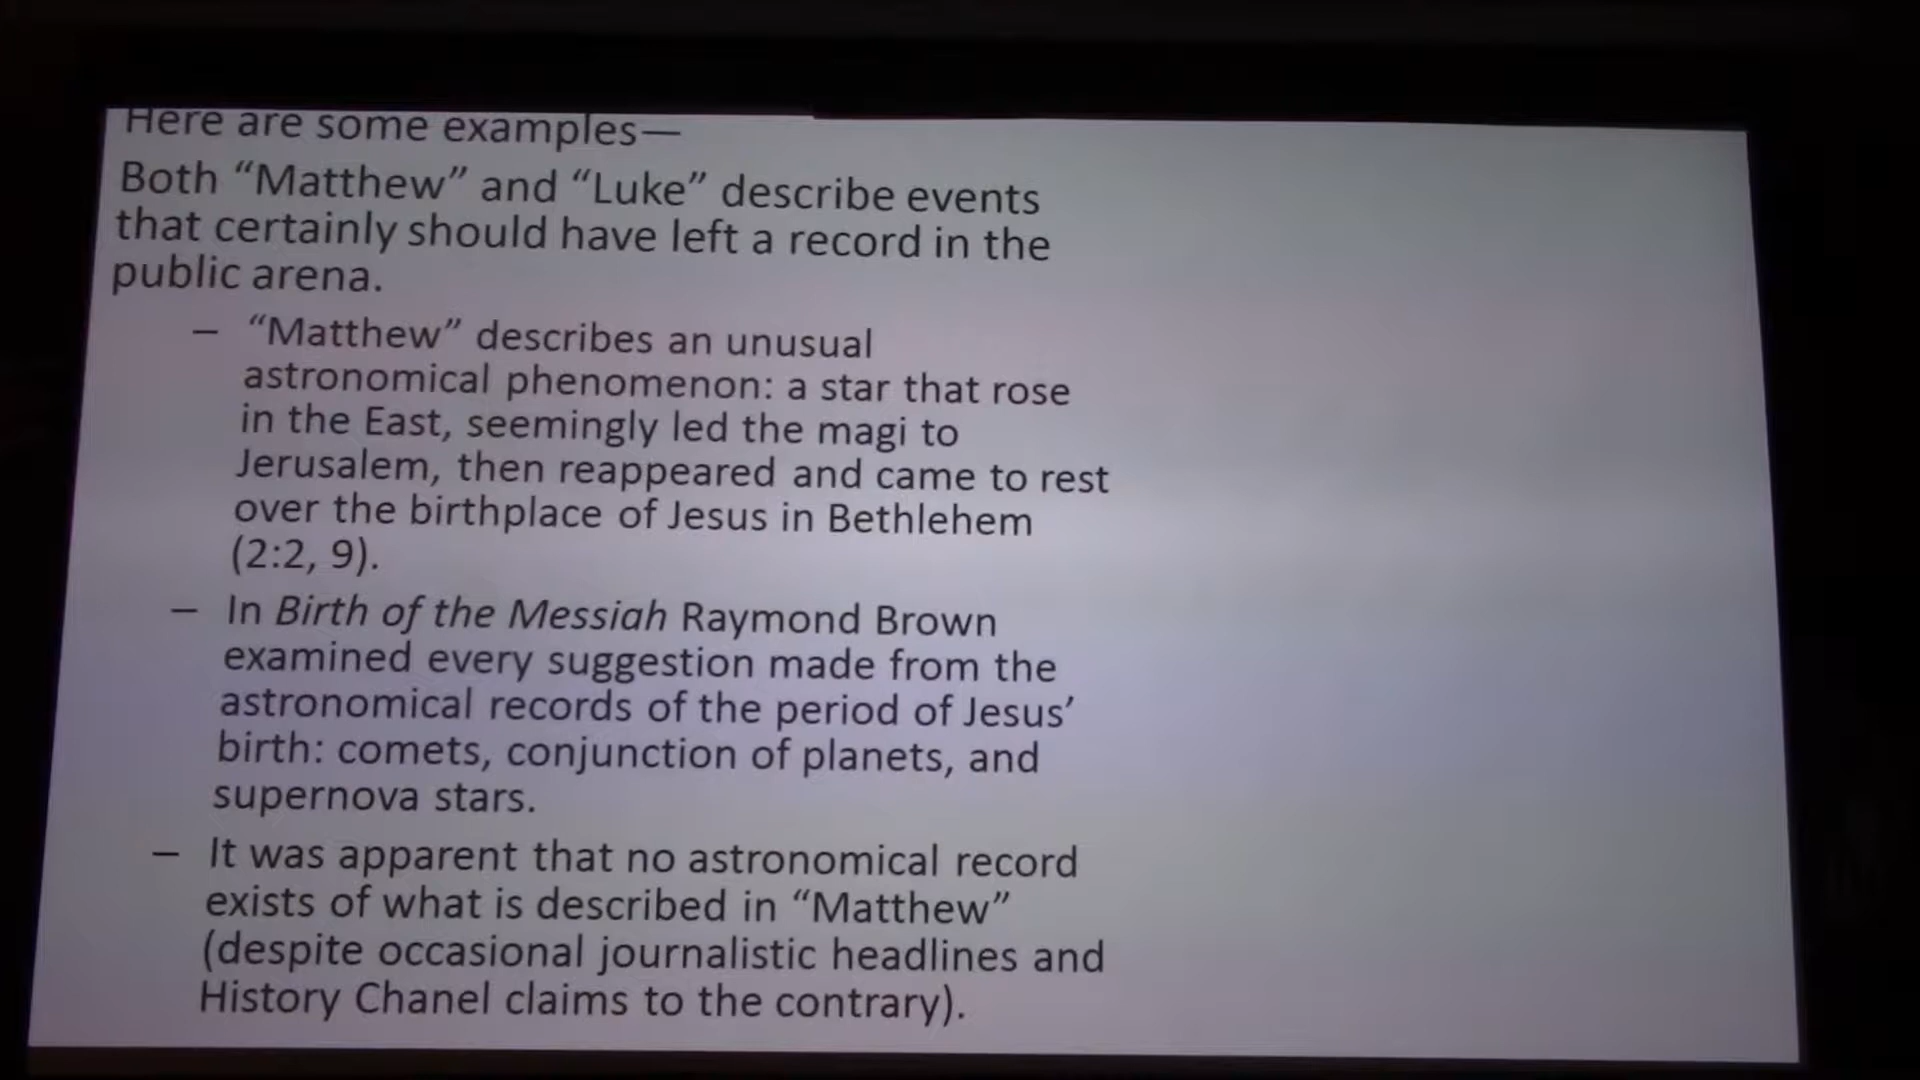 Here are some examples—
Both “Matthew” and “Luke” describe events
that certainly should have left a record in the
public arena.
– “Matthew” describes an unusual
astronomical phenomenon: a star that rose
in the East, seemingly led the magi to
Jerusalem, then reappeared and came to rest
over the birthplace of Jesus in Bethlehem
(2:2, 9).
– In Birth of the Messiah Raymond Brown
examined every suggestion made from the
astronomical records of the period of Jesus’
birth: comets, conjunction of planets, and
supernova stars.
– It was apparent that no astronomical record
exists of what is described in “Matthew”
(despite occasional journalistic headlines and
History Chanel claims to the contrary).